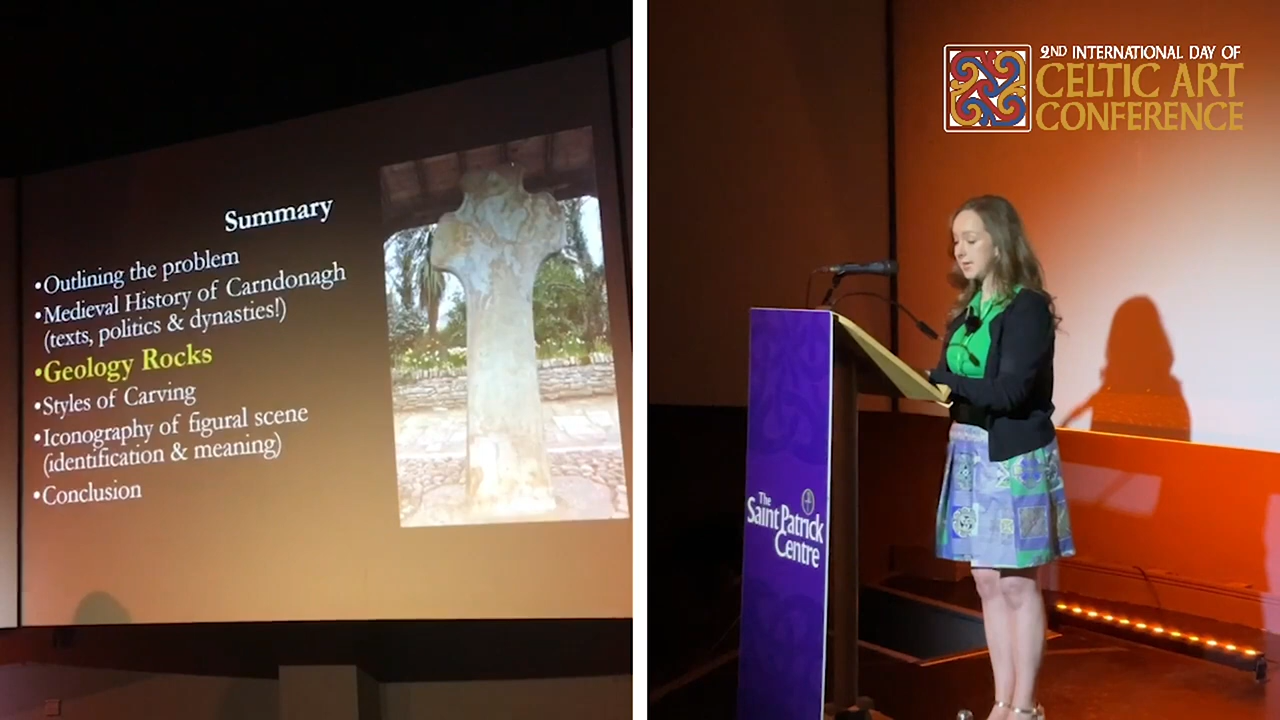 Summary
•Outlining the problem
•Medieval History of Carndonagh
(texts, politics & dynasties!)
•Geology Rocks
•Styles of Carving
•Iconography of figural scene
(identification & meaning)
•Conclusion
2ND INTERNATIONAL DAY OF
CELTIC ART
CONFERENCE
The
Saint Patrick
Centre